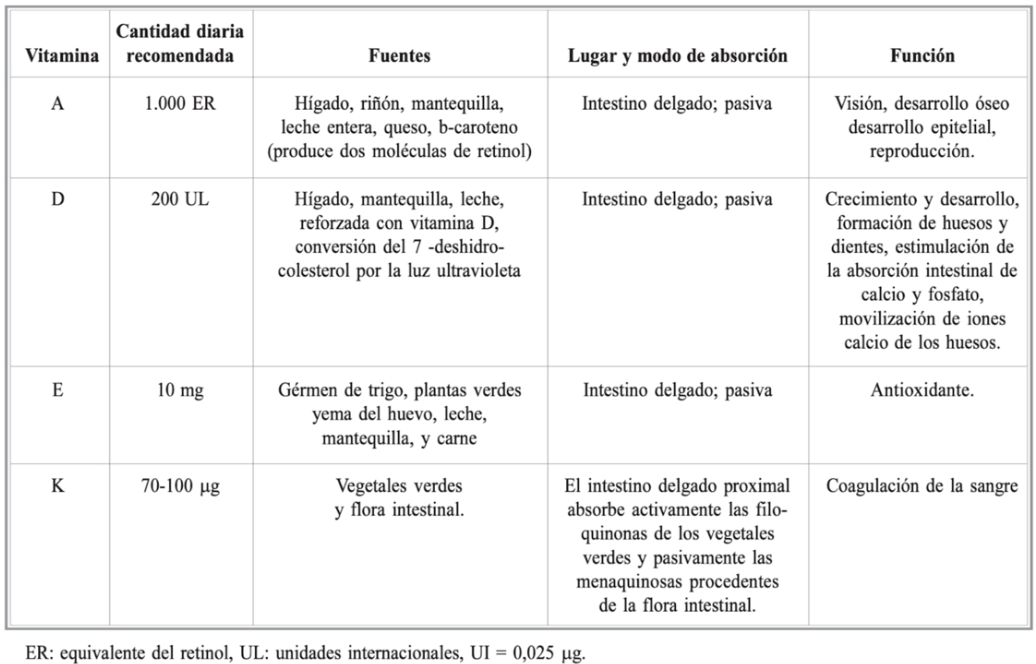 Vitamina
Cantidad diaria
recomendada
Fuentes
Lugar y modo de absorción
Función
A
1.000 ER
Hígado, riñón, mantequilla,
leche entera, queso, b-caroteno
(produce dos moléculas de retinol)
Intestino delgado; pasiva
Visión, desarrollo óseo
desarrollo epitelial,
reproducción.
D
200 UL
Hígado, mantequilla, leche,
reforzada con vitamina D,
conversión del 7 -deshidro-
colesterol por la luz ultravioleta
Intestino delgado; pasiva
Crecimiento y desarrollo,
formación de huesos y
dientes, estimulación de
la absorción intestinal de
calcio y fosfato,
movilización de iones
calcio de los huesos.
E
10 mg
Gérmen de trigo, plantas verdes
yema del huevo, leche,
mantequilla, y carne
Intestino delgado; pasiva
Antioxidante.
K
70-100 µg
Vegetales verdes
y flora intestinal.
El intestino delgado proximal
absorbe activamente las filo-
quinonas de los vegetales
verdes y pasivamente las
menaquinosas procedentes
de la flora intestinal.
Coagulación de la sangre
ER: equivalente del retinol, UL: unidades internacionales, UI = 0,025 µg.